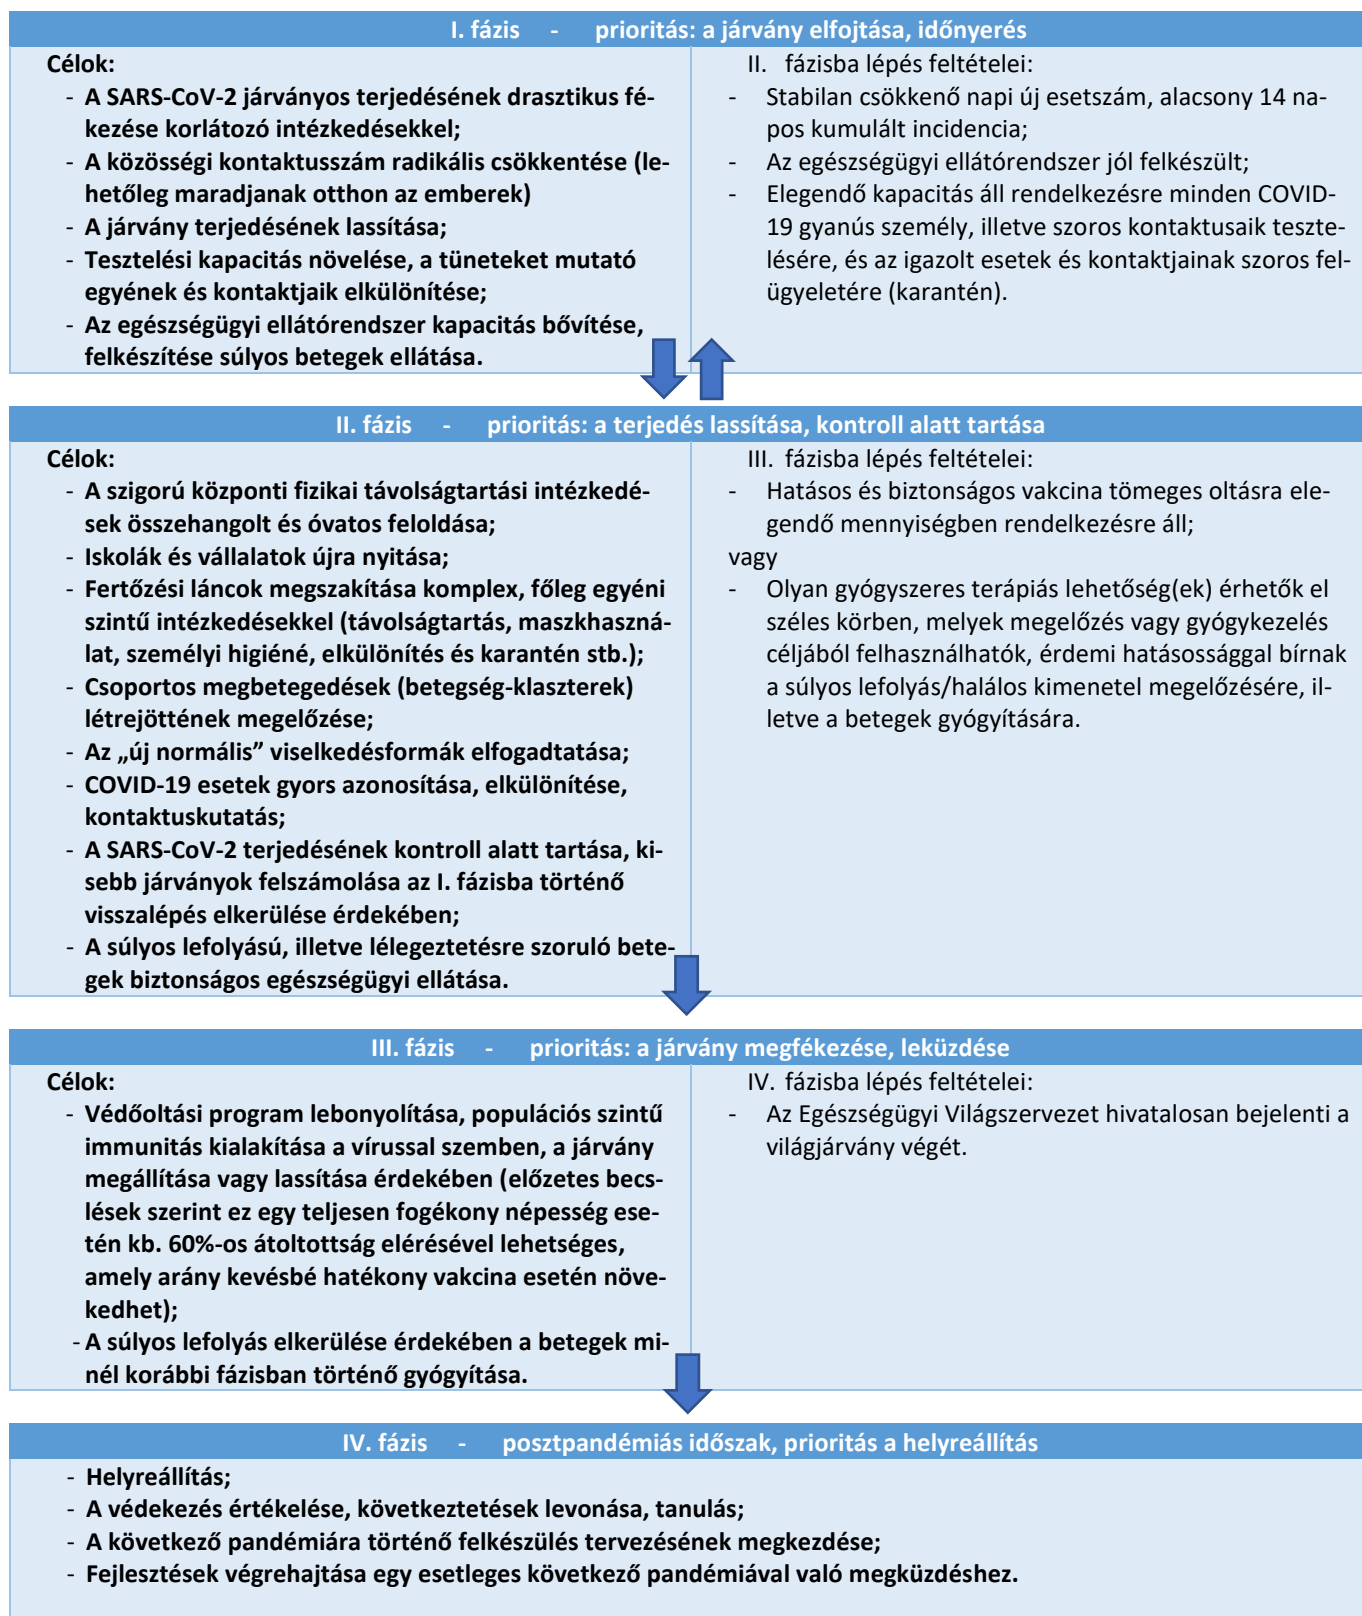 I. fázis - prioritás: a járvány elfojtása, időnyerés
Célok:
- A SARS-CoV-2 járványos terjedésének drasztikus fé-
kezése korlátozó intézkedésekkel;
- A közösségi kontaktusszám radikális csökkentése (le-
hetőleg maradjanak otthon az emberek)
- A járvány terjedésének lassítása;
- Tesztelési kapacitás növelése, a tüneteket mutató
egyének és kontaktjaik elkülönítése;
- Az egészségügyi ellátórendszer kapacitás bővítése,
felkészítése súlyos betegek ellátása.
II. fázisba lépés feltételei:
- Stabilan csökkenő napi új esetszám, alacsony 14 na-
pos kumulált incidencia;
- Az egészségügyi ellátórendszer jól felkészült;
- Elegendő kapacitás áll rendelkezésre minden COVID-
19 gyanús személy, illetve szoros kontaktusaik teszte-
lésére, és az igazolt esetek és kontaktjainak szoros fel-
ügyeletére (karantén).
II. fázis - prioritás: a terjedés lassítása, kontroll alatt tartása
Célok:
- A szigorú központi fizikai távolságtartási intézkedé-
sek összehangolt és óvatos feloldása;
- Iskolák és vállalatok újra nyitása;
- Fertőzési láncok megszakítása komplex, főleg egyéni
szintű intézkedésekkel (távolságtartás, maszkhaszná-
lat, személyi higiéné, elkülönítés és karantén stb.);
- Csoportos megbetegedések (betegség-klaszterek)
létrejöttének megelőzése;
- Az „új normális” viselkedésformák elfogadtatása;
- COVID-19 esetek gyors azonosítása, elkülönítése,
kontaktuskutatás;
- A SARS-CoV-2 terjedésének kontroll alatt tartása, ki-
sebb járványok felszámolása az I. fázisba történő
visszalépés elkerülése érdekében;
- A súlyos lefolyású, illetve lélegeztetésre szoruló bete-
gek biztonságos egészségügyi ellátása.
III. fázisba lépés feltételei:
- Hatásos és biztonságos vakcina tömeges oltásra ele-
gendő mennyiségben rendelkezésre áll;
vagy
- Olyan gyógyszeres terápiás lehetőség(ek) érhetők el
széles körben, melyek megelőzés vagy gyógykezelés
céljából felhasználhatók, érdemi hatásossággal bírnak
a súlyos lefolyás/halálos kimenetel megelőzésére, il-
letve a betegek gyógyítására.
III. fázis - prioritás: a járvány megfékezése, leküzdése
Célok:
- Védőoltási program lebonyolítása, populációs szintű
immunitás kialakítása a vírussal szemben, a járvány
megállítása vagy lassítása érdekében (előzetes becs-
lések szerint ez egy teljesen fogékony népesség ese-
tén kb. 60%-os átoltottság elérésével lehetséges,
amely arány kevésbé hatékony vakcina esetén növe-
kedhet);
- A súlyos lefolyás elkerülése érdekében a betegek mi-
nél korábbi fázisban történő gyógyítása.
IV. fázisba lépés feltételei:
- Az Egészségügyi Világszervezet hivatalosan bejelenti a
világjárvány végét.
IV. fázis - posztpandémiás időszak, prioritás a helyreállítás
- Helyreállítás;
- A védekezés értékelése, következtetések levonása, tanulás;
- A következő pandémiára történő felkészülés tervezésének megkezdése;
- Fejlesztések végrehajtása egy esetleges következő pandémiával való megküzdéshez.